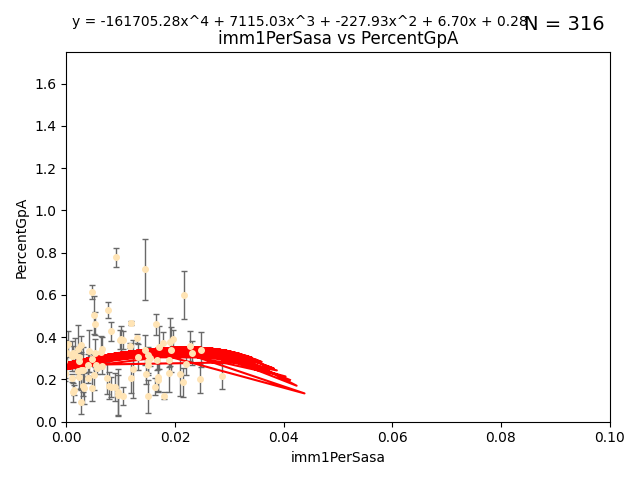 y = -161705.28x^4 + 7115.03x^3 + -227.93x^2 + 6.70x + 0.28
N = 316
imm1PerSasa vs PercentGpA
1.6
1.4
1.2
1.0
0.8
0.6
0.4
0.2
0.0
PercentGpA
0.00 0.02 0.04 0.06 0.08 0.10
imm1PerSasa